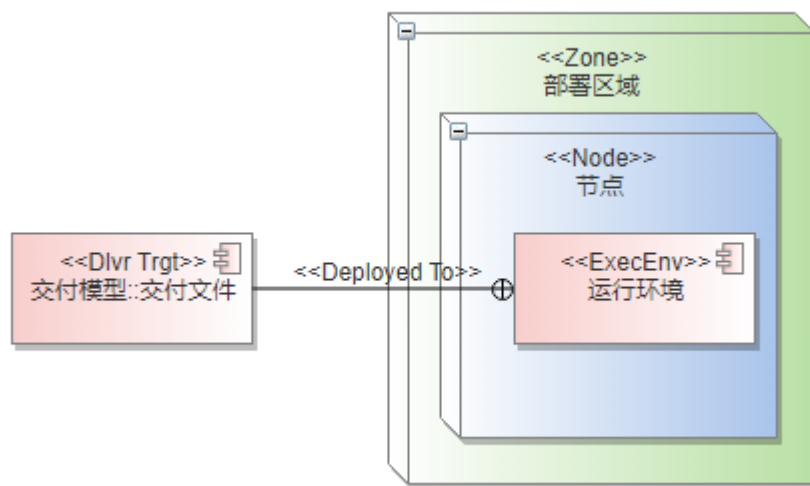 <<Zone>>
部署区域
<<Node>>
节点
<<Dlvr Trgt>>
交付模型::交付文件
<<Deployed To>>
<<ExecEnv>>
运行环境